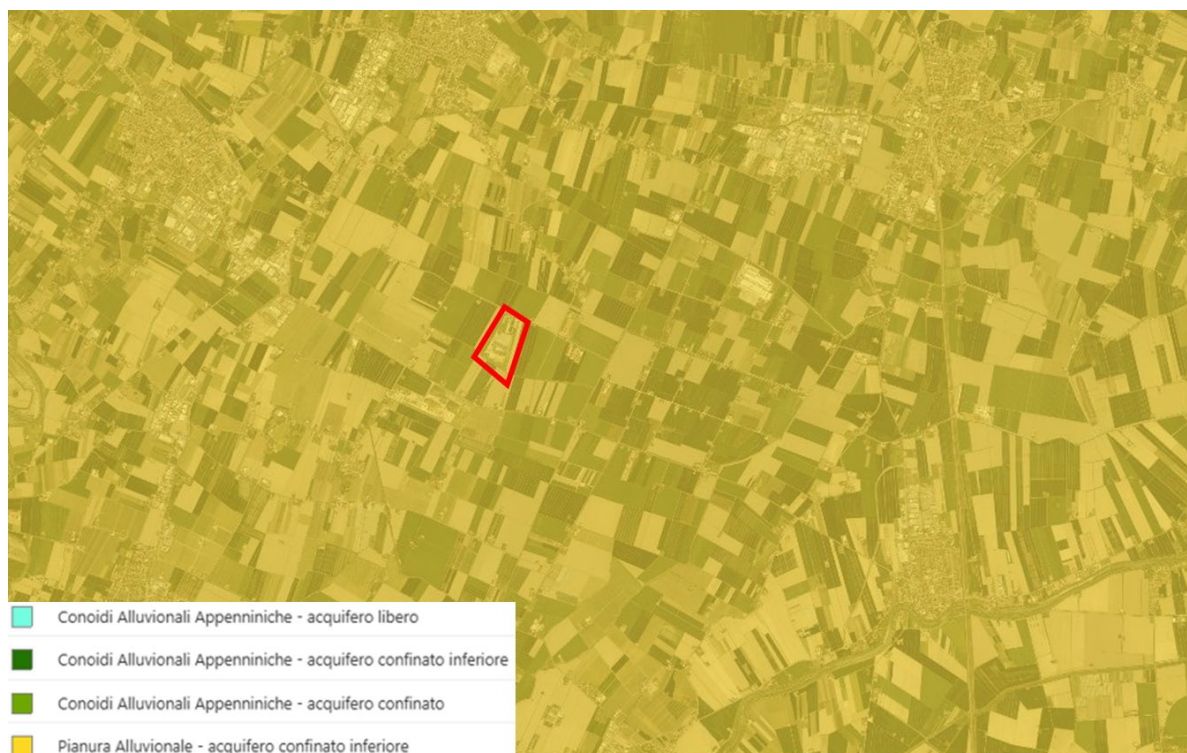 Conoidi Alluvionali Appenniniche - acquifero libero
Conoidi Alluvionali Appenniniche - acquifero confinato inferiore
Conoidi Alluvionali Appenniniche - acquifero confinato
Pianura Alluvionale - acquifero confinato inferiore